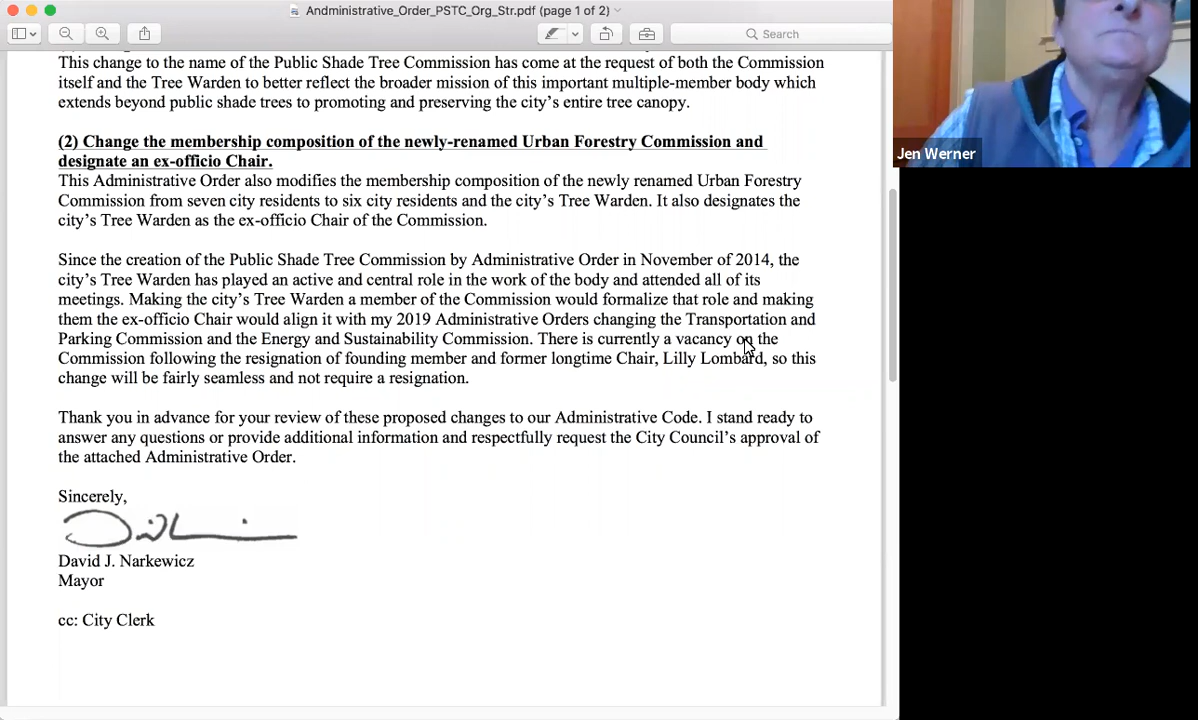 Andministrative_Order_PSTC_Org_Str.pdf (page 1 of 2)
Search
This change to the name of the Public Shade Tree Commission has come at the request of both the Commission
itself and the Tree Warden to better reflect the broader mission of this important multiple-member body which
extends beyond public shade trees to promoting and preserving the city's entire tree canopy.
(2) Change the membership composition of the newly-renamed Urban Forestry Commission and
designate an ex-officio Chair.
This Administrative Order also modifies the membership composition of the newly renamed Urban Forestry
Commission from seven city residents to six city residents and the city's Tree Warden. It also designates the
city's Tree Warden as the ex-officio Chair of the Commission.
Since the creation of the Public Shade Tree Commission by Administrative Order in November of 2014, the
city's Tree Warden has played an active and central role in the work of the body and attended all of its
meetings. Making the city's Tree Warden a member of the Commission would formalize that role and making
them the ex-officio Chair would align it with my 2019 Administrative Orders changing the Transportation and
Parking Commission and the Energy and Sustainability Commission. There is currently a vacancy on the
Commission following the resignation of founding member and former longtime Chair, Lilly Lombard, so this
change will be fairly seamless and not require a resignation.
Thank you in advance for your review of these proposed changes to our Administrative Code. I stand ready to
answer any questions or provide additional information and respectfully request the City Council's approval of
the attached Administrative Order.
Sincerely,
David J. Narkewicz
Mayor
cc: City Clerk
Jen Werner